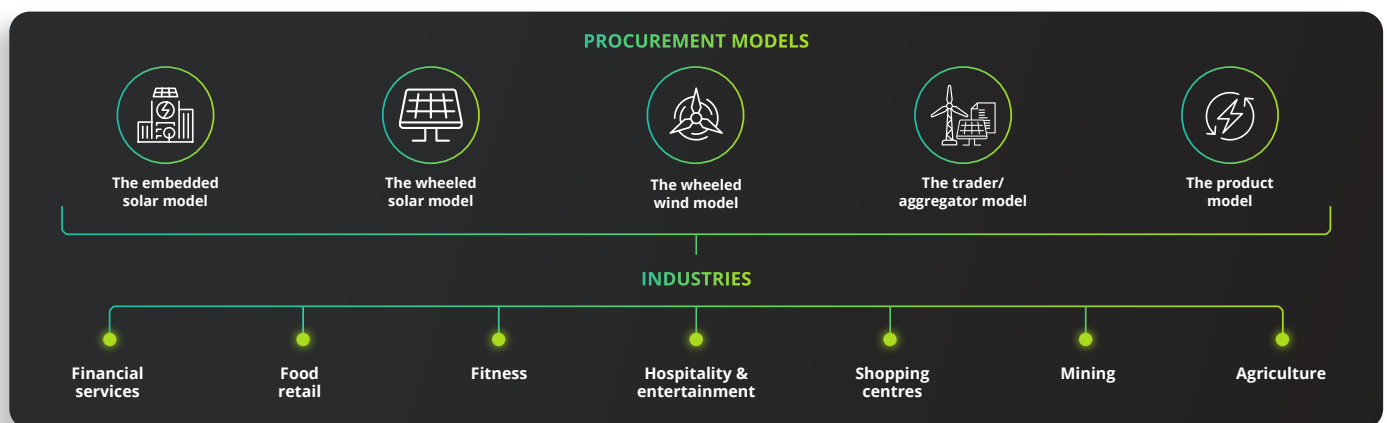 PROCUREMENT MODELS
The embedded
solar model
The wheeled
solar model
The wheeled
wind model
The trader/
aggregator model
The product
model
INDUSTRIES
Financial
services
Food
retail
Fitness
Hospitality &
entertainment
Shopping
centres
Mining
Agriculture